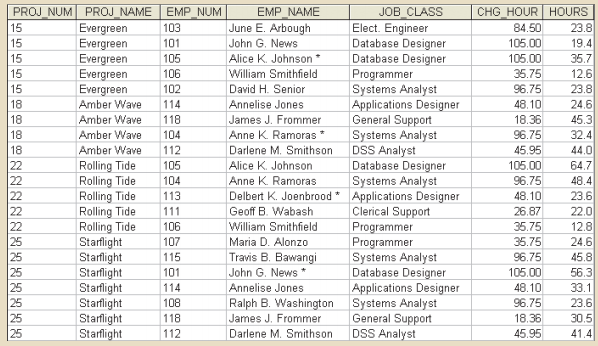 PROJ_NUM PROJ_NAME EMP_NUM EMP_NAME JOB_CLASS CHG_HOUR HOURS
15 Evergreen 103 June E. Arbough Elect. Engineer 84.50 23.8
15 Evergreen 101 John G. News Database Designer 105.00 19.4
15 Evergreen 105 Alice K. Johnson * Database Designer 105.00 35.7
15 Evergreen 106 William Smithfield Programmer 35.75 12.6
15 Evergreen 102 David H. Senior Systems Analyst 96.75 23.8
18 Amber Wave 114 Annelise Jones Applications Designer 48.10 24.6
18 Amber Wave 118 James J. Frommer General Support 18.36 45.3
18 Amber Wave 104 Anne K. Ramoras * Systems Analyst 96.75 32.4
18 Amber Wave 112 Darlene M. Smithson DSS Analyst 45.95 44.0
22 Rolling Tide 105 Alice K. Johnson Database Designer 105.00 64.7
22 Rolling Tide 104 Anne K. Ramoras Systems Analyst 96.75 48.4
22 Rolling Tide 113 Delbert K. Joenbrood * Applications Designer 48.10 23.6
22 Rolling Tide 111 Geoff B. Wabash Clerical Support 26.87 22.0
22 Rolling Tide 106 William Smithfield Programmer 35.75 12.8
25 Starflight 107 Maria D. Alonzo Programmer 35.75 24.6
25 Starflight 115 Travis B. Bawangi Systems Analyst 96.75 45.8
25 Starflight 101 John G. News * Database Designer 105.00 56.3
25 Starflight 114 Annelise Jones Applications Designer 48.10 33.1
25 Starflight 108 Ralph B. Washington Systems Analyst 96.75 23.6
25 Starflight 118 James J. Frommer General Support 18.36 30.5
25 Starflight 112 Darlene M. Smithson DSS Analyst 45.95 41.4